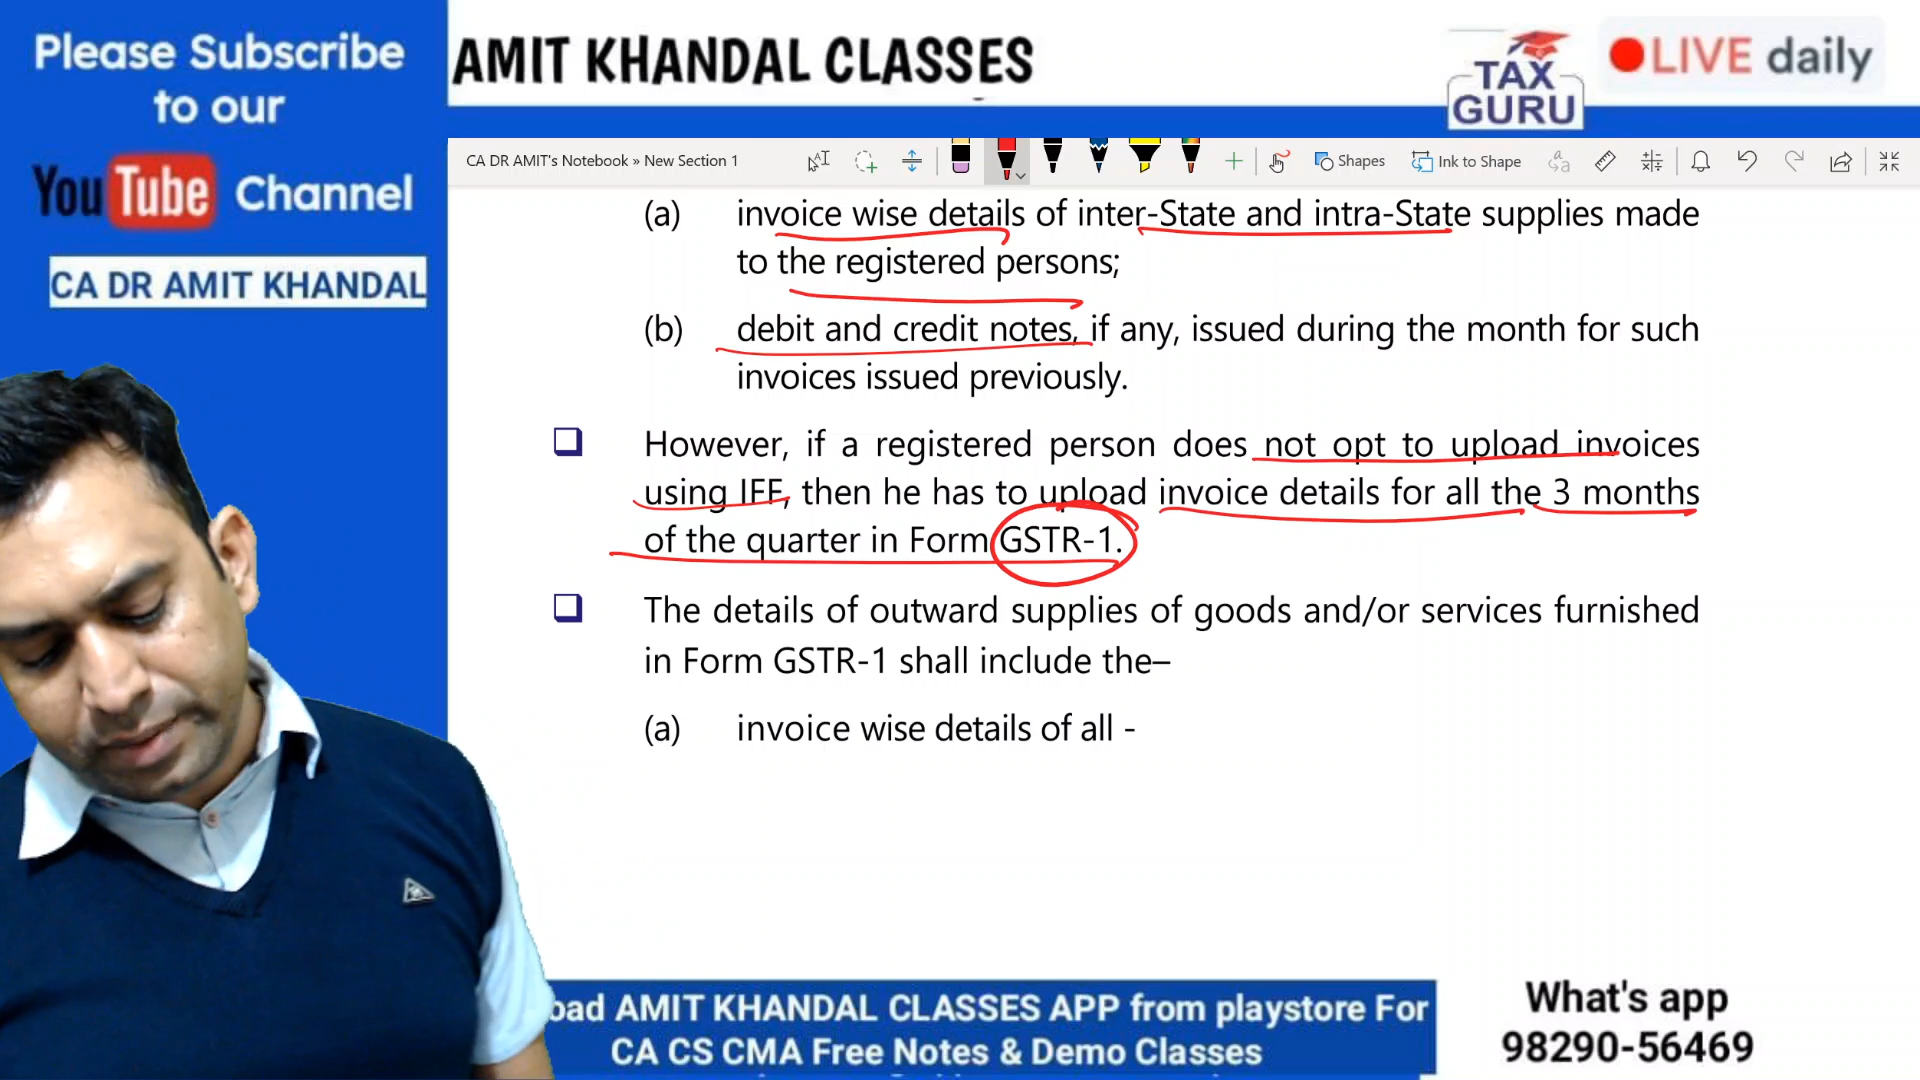 Please Subscribe
to our
YouTube Channel
CA DR AMIT KHANDAL
AMIT KHANDAL CLASSES
TAX
GURU
LIVE daily
CA DR AMIT's Notebook » New Section 1
Shapes
Ink to Shape
(a) invoice wise details of inter-State and intra-State supplies made
to the registered persons;
(b) debit and credit notes, if any, issued during the month for such
invoices issued previously.
However, if a registered person does not opt to upload invoices
using IFF, then he has to upload invoice details for all the 3 months
of the quarter in Form GSTR-1.
The details of outward supplies of goods and/or services furnished
in Form GSTR-1 shall include the–
(a) invoice wise details of all -
oad AMIT KHANDAL CLASSES APP from playstore For
CA CS CMA Free Notes & Demo Classes
What's app
98290-56469